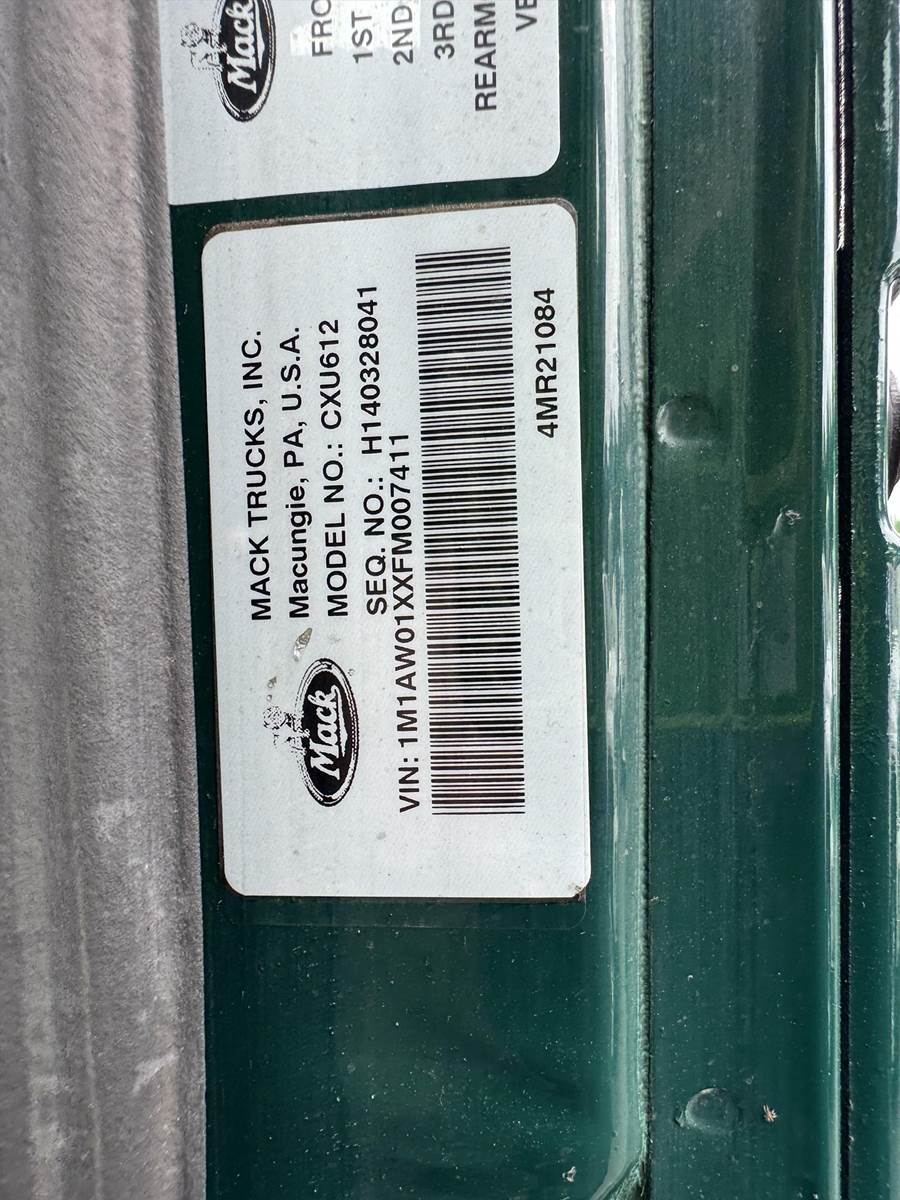 Mack
FRO
1ST
2ND
3RD
REARM
VE
MACK TRUCKS, INC.
Macungie, PA, U.S.A.
MODEL NO.: CXU612
SEQ. NO.: H140328041
Mack
VIN: 1M1AW01XXFM007411
4MR21084